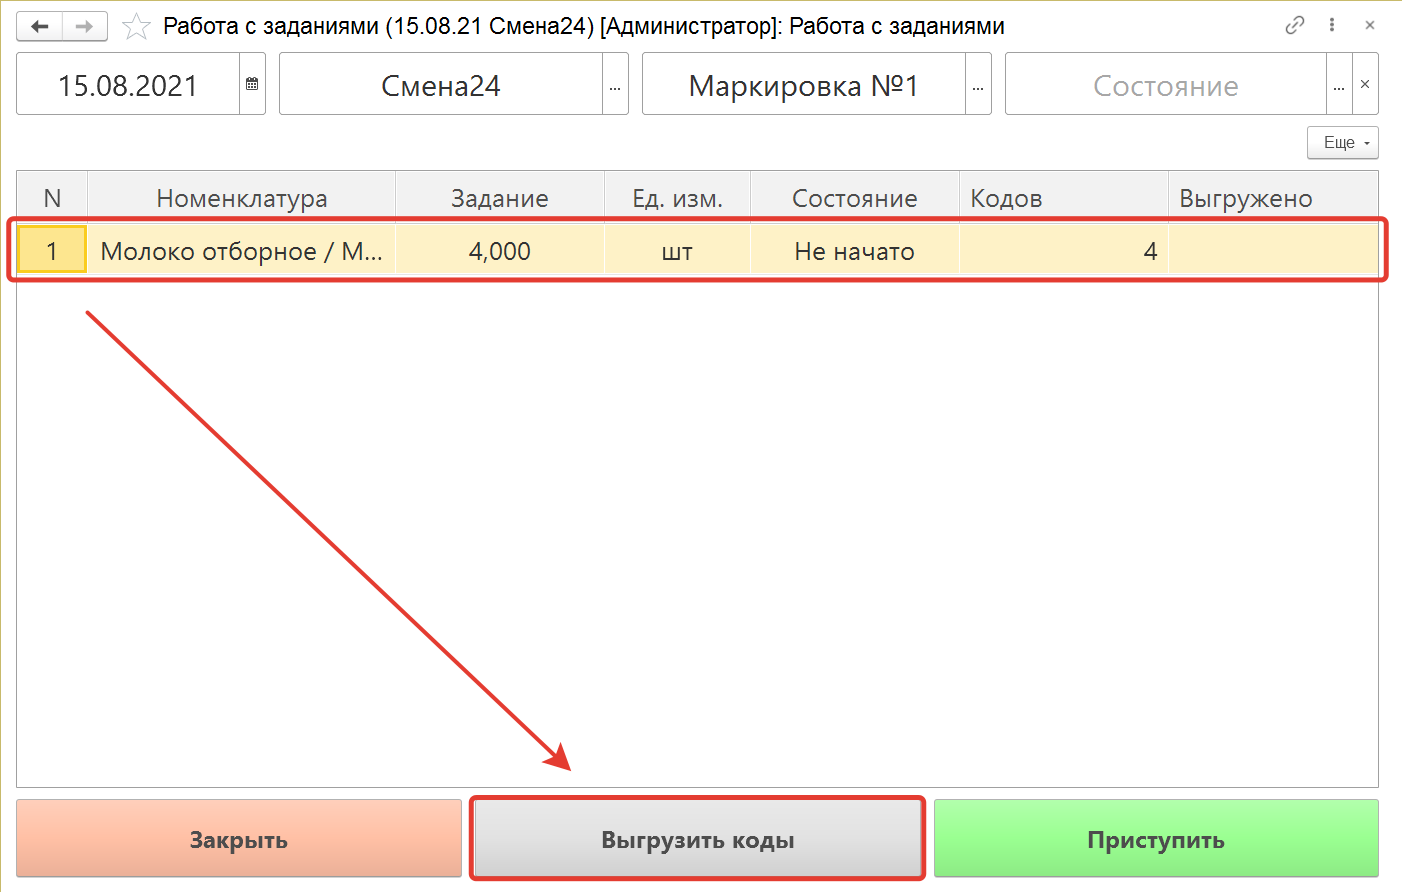 Работа с заданиями (15.08.21 Смена24) [Администратор]: Работа с заданиями
15.08.2021 Смена24 ... Маркировка №1 ... Состояние ... ×
Еще
N Номенклатура Задание Ед. изм. Состояние Кодов Выгружено
1 Молоко отборное / М... 4,000 шт Не начато 4
Закрыть Выгрузить коды Приступить